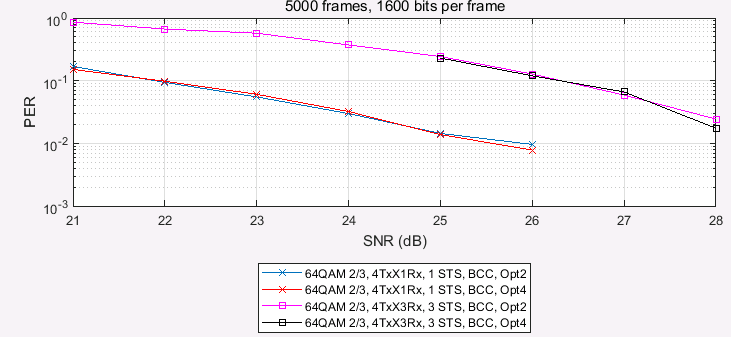 5000 frames, 1600 bits per frame
10^0
10^-1
10^-2
10^-3
PER
21 22 23 24 25 26 27 28
SNR (dB)
64QAM 2/3, 4TxX1Rx, 1 STS, BCC, Opt2
64QAM 2/3, 4TxX1Rx, 1 STS, BCC, Opt4
64QAM 2/3, 4TxX3Rx, 3 STS, BCC, Opt2
64QAM 2/3, 4TxX3Rx, 3 STS, BCC, Opt4